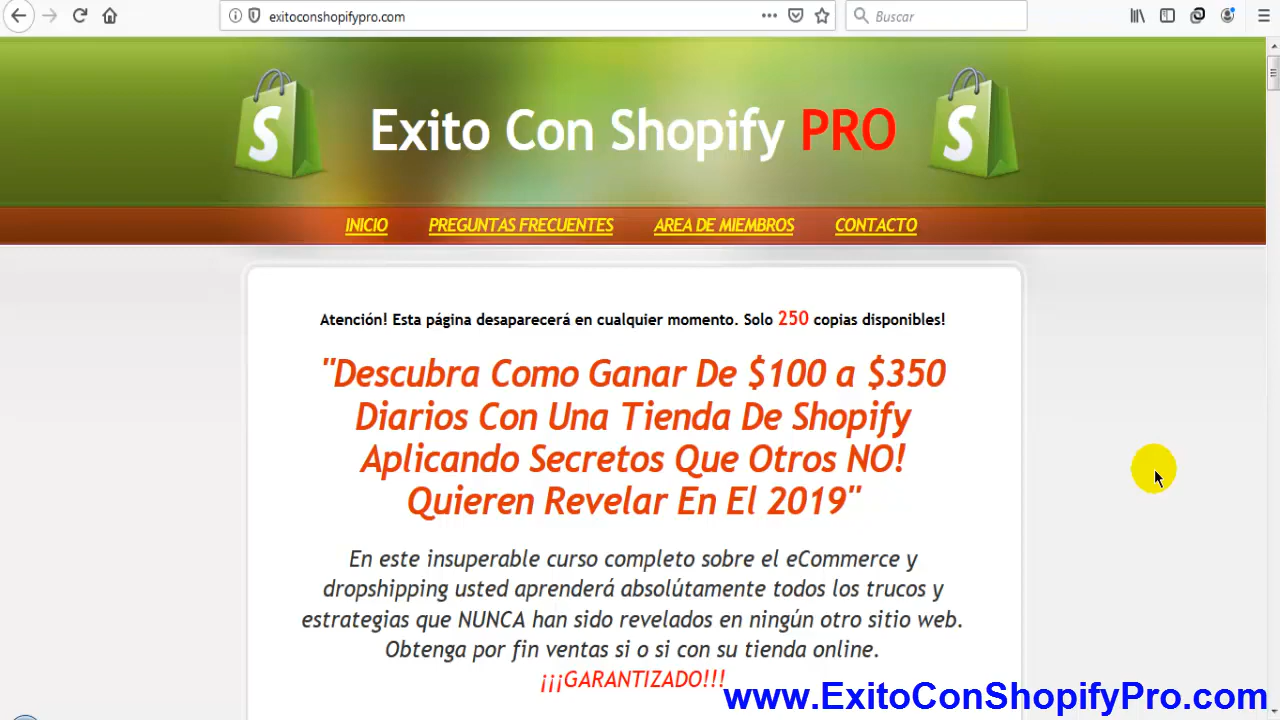 exitoconshopifypro.com
Buscar
S Exito Con Shopify PRO S
INICIO PREGUNTAS FRECUENTES AREA DE MIEMBROS CONTACTO
Atención! Esta página desaparecerá en cualquier momento. Solo 250 copias disponibles!
"Descubra Como Ganar De $100 a $350
Diarios Con Una Tienda De Shopify
Aplicando Secretos Que Otros NO!
Quieren Revelar En El 2019"
En este insuperable curso completo sobre el eCommerce y
dropshipping usted aprenderá absolútamente todos los trucos y
estrategias que NUNCA han sido revelados en ningún otro sitio web.
Obtenga por fin ventas si o si con su tienda online.
¡¡¡GARANTIZADO!!!
www.ExitoConShopifyPro.com